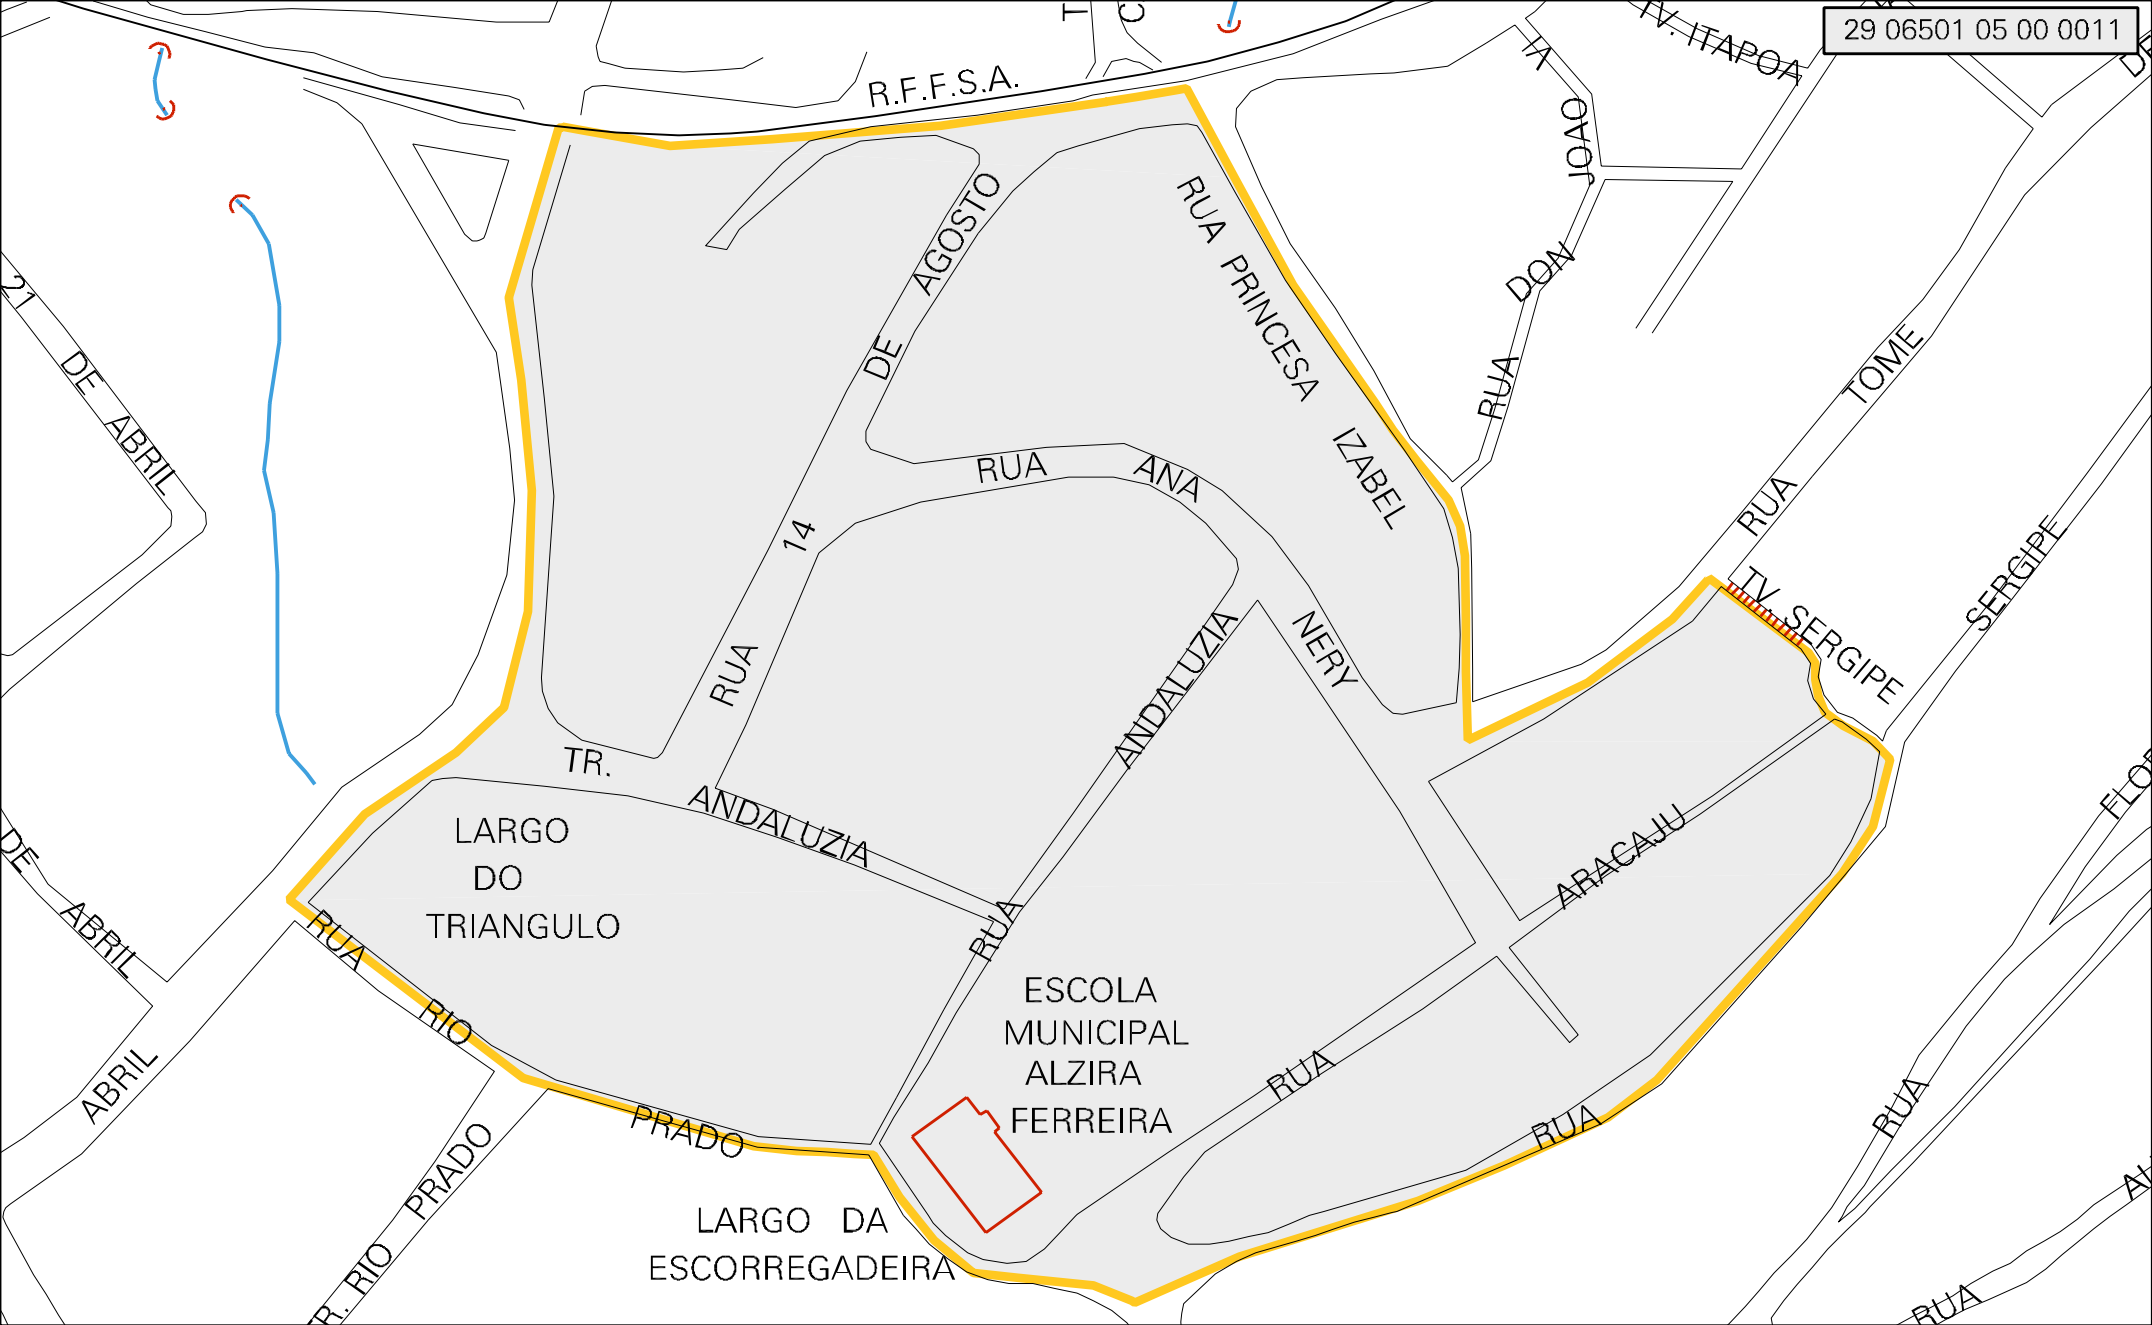 29 06501 05 00 0011
TV. ITAPOA
R.F.F.S.A.
RUA DON JOAO VI
RUA 14 DE AGOSTO
RUA PRINCESA IZABEL
21 DE ABRIL
RUA TOME
RUA ANA NERY
SERGIPE
TV. SERGIPE
TR. ANDALUZIA
RUA ANDALUZIA
LARGO
DO
TRIANGULO
RUA ARACAJU
DE ABRIL
ABRIL
RUA RIO PRADO
ESCOLA
MUNICIPAL
ALZIRA
FERREIRA
RUA
RUA
TR. RIO PRADO
LARGO DA
ESCORREGADEIRA
RUA